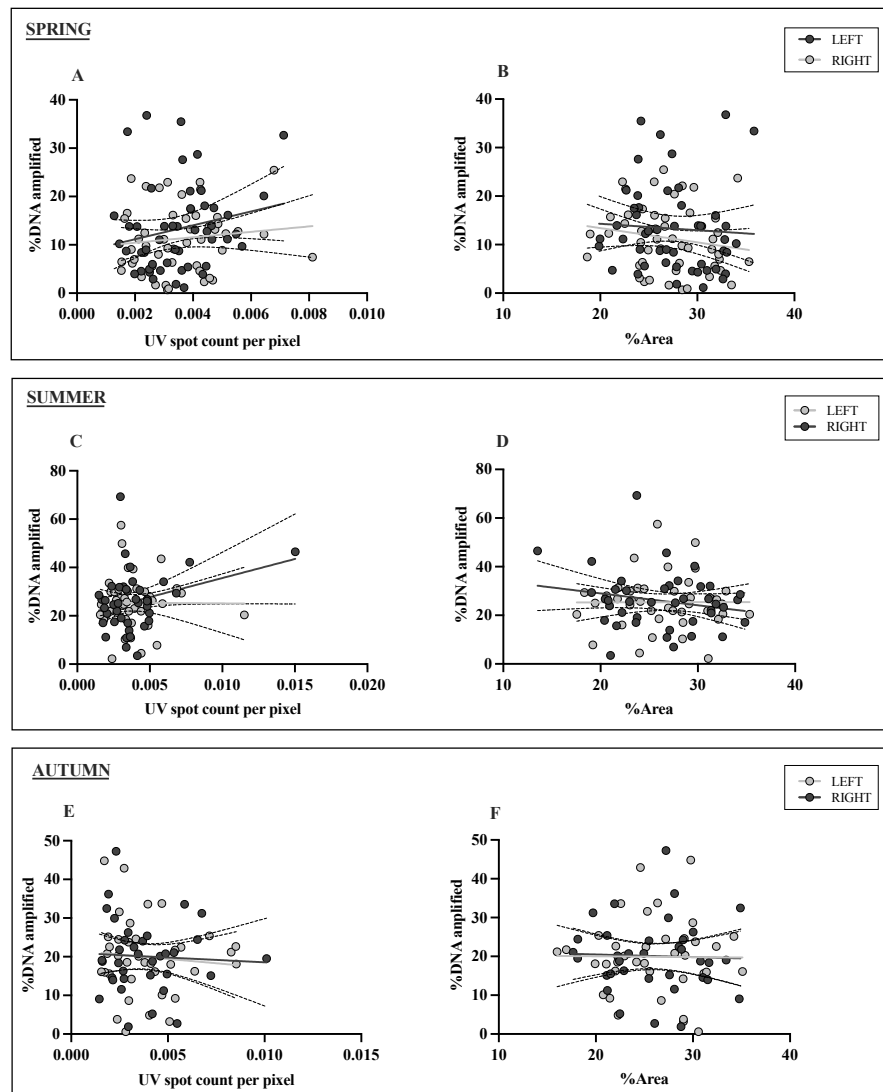 SPRING
LEFT
RIGHT
A
B
%DNA amplified
40
30
20
10
0
0.000
0.002
0.004
0.006
0.008
0.010
UV spot count per pixel
%DNA amplified
40
30
20
10
0
10
20
30
40
%Area
SUMMER
LEFT
RIGHT
C
D
%DNA amplified
80
60
40
20
0
0.000
0.005
0.010
0.015
0.020
UV spot count per pixel
%DNA amplified
80
60
40
20
0
10
20
30
40
%Area
AUTUMN
LEFT
RIGHT
E
F
%DNA amplified
50
40
30
20
10
0
0.000
0.005
0.010
0.015
UV spot count per pixel
%DNA amplified
50
40
30
20
10
0
10
20
30
40
%Area